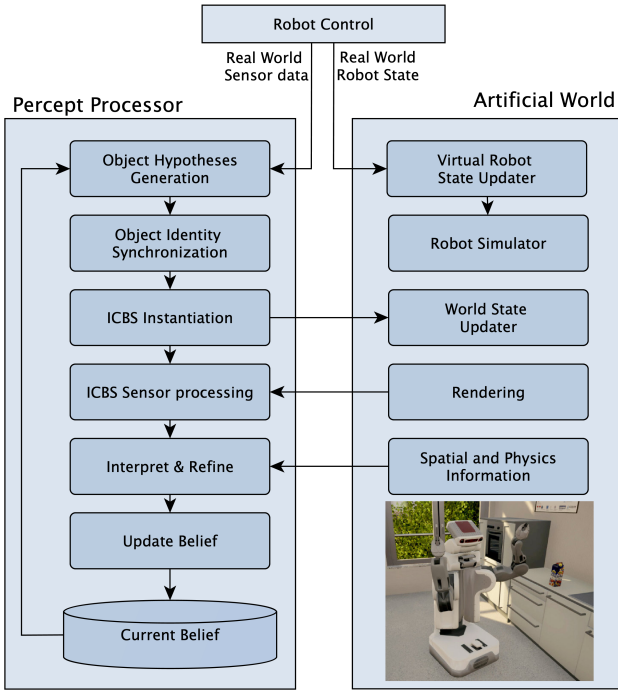 Robot Control
Real World
Sensor data
Real World
Robot State
Percept Processor
Artificial World
Object Hypotheses
Generation
Virtual Robot
State Updater
Object Identity
Synchronization
Robot Simulator
ICBS Instantiation
World State
Updater
ICBS Sensor processing
Rendering
Interpret & Refine
Spatial and Physics
Information
Update Belief
Current Belief